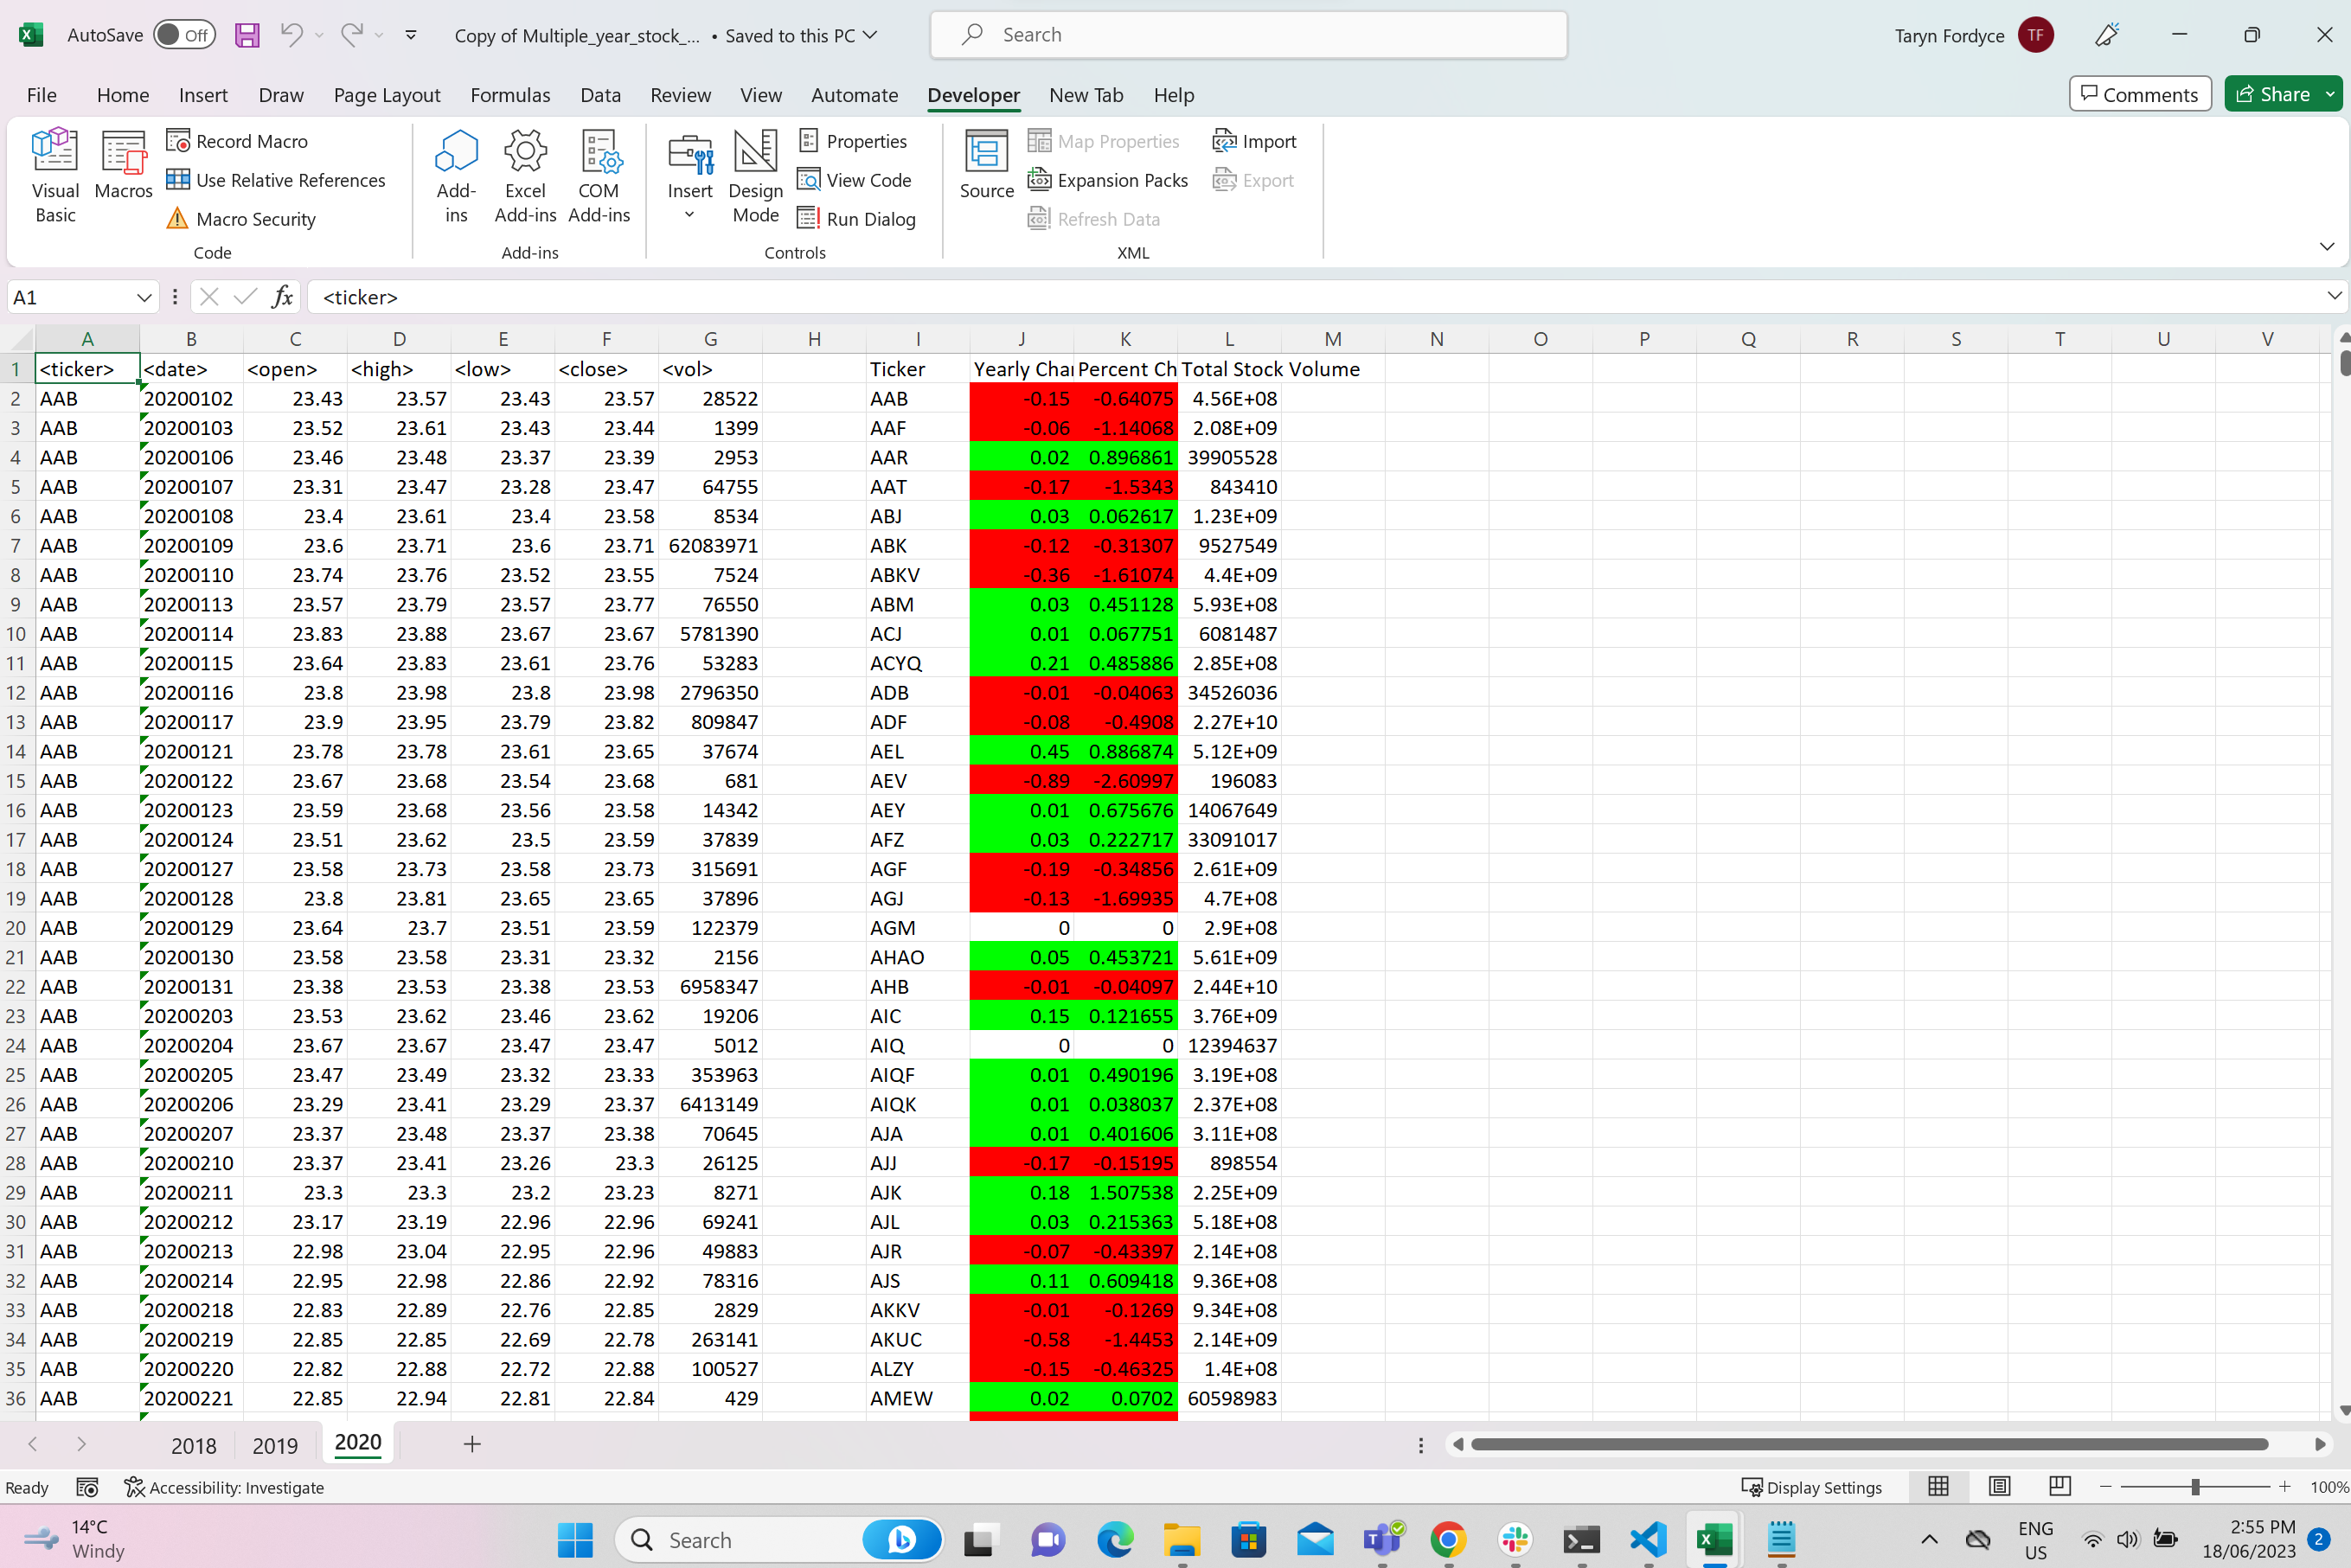 AutoSave Off Copy of Multiple_year_stock_... • Saved to this PC Search Taryn Fordyce TF
File Home Insert Draw Page Layout Formulas Data Review View Automate Developer New Tab Help Comments Share
Visual Basic Macros Record Macro Use Relative References Macro Security Code
Add-ins Excel Add-ins COM Add-ins Add-ins
Insert Design Mode Properties View Code Run Dialog Controls
Source Map Properties Expansion Packs Refresh Data Import Export XML
A1 fx <ticker>
A B C D E F G H I J K L M N O P Q R S T U V
1 <ticker> <date> <open> <high> <low> <close> <vol> Ticker Yearly Cha Percent Ch Total Stock Volume
2 AAB 20200102 23.43 23.57 23.43 23.57 28522 AAB -0.15 -0.64075 4.56E+08
3 AAB 20200103 23.52 23.61 23.43 23.44 1399 AAF -0.06 -1.14068 2.08E+09
4 AAB 20200106 23.46 23.48 23.37 23.39 2953 AAR 0.02 0.896861 39905528
5 AAB 20200107 23.31 23.47 23.28 23.47 64755 AAT -0.17 -1.5343 843410
6 AAB 20200108 23.4 23.61 23.4 23.58 8534 ABJ 0.03 0.062617 1.23E+09
7 AAB 20200109 23.6 23.71 23.6 23.71 62083971 ABK -0.12 -0.31307 9527549
8 AAB 20200110 23.74 23.76 23.52 23.55 7524 ABKV -0.36 -1.61074 4.4E+09
9 AAB 20200113 23.57 23.79 23.57 23.77 76550 ABM 0.03 0.451128 5.93E+08
10 AAB 20200114 23.83 23.88 23.67 23.67 5781390 ACJ 0.01 0.067751 6081487
11 AAB 20200115 23.64 23.83 23.61 23.76 53283 ACYQ 0.21 0.485886 2.85E+08
12 AAB 20200116 23.8 23.98 23.8 23.98 2796350 ADB -0.01 -0.04063 34526036
13 AAB 20200117 23.9 23.95 23.79 23.82 809847 ADF -0.08 -0.4908 2.27E+10
14 AAB 20200121 23.78 23.78 23.61 23.65 37674 AEL 0.45 0.886874 5.12E+09
15 AAB 20200122 23.67 23.68 23.54 23.68 681 AEV -0.89 -2.60997 196083
16 AAB 20200123 23.59 23.68 23.56 23.58 14342 AEY 0.01 0.675676 14067649
17 AAB 20200124 23.51 23.62 23.5 23.59 37839 AFZ 0.03 0.222717 33091017
18 AAB 20200127 23.58 23.73 23.58 23.73 315691 AGF -0.19 -0.34856 2.61E+09
19 AAB 20200128 23.8 23.81 23.65 23.65 37896 AGJ -0.13 -1.69935 4.7E+08
20 AAB 20200129 23.64 23.7 23.51 23.59 122379 AGM 0 0 2.9E+08
21 AAB 20200130 23.58 23.58 23.31 23.32 2156 AHAO 0.05 0.453721 5.61E+09
22 AAB 20200131 23.38 23.53 23.38 23.53 6958347 AHB -0.01 -0.04097 2.44E+10
23 AAB 20200203 23.53 23.62 23.46 23.62 19206 AIC 0.15 0.121655 3.76E+09
24 AAB 20200204 23.67 23.67 23.47 23.47 5012 AIQ 0 0 12394637
25 AAB 20200205 23.47 23.49 23.32 23.33 353963 AIQF 0.01 0.490196 3.19E+08
26 AAB 20200206 23.29 23.41 23.29 23.37 6413149 AIQK 0.01 0.038037 2.37E+08
27 AAB 20200207 23.37 23.48 23.37 23.38 70645 AJA 0.01 0.401606 3.11E+08
28 AAB 20200210 23.37 23.41 23.26 23.3 26125 AJJ -0.17 -0.15195 898554
29 AAB 20200211 23.3 23.3 23.2 23.23 8271 AJK 0.18 1.507538 2.25E+09
30 AAB 20200212 23.17 23.19 22.96 22.96 69241 AJL 0.03 0.215363 5.18E+08
31 AAB 20200213 22.98 23.04 22.95 22.96 49883 AJR -0.07 -0.43397 2.14E+08
32 AAB 20200214 22.95 22.98 22.86 22.92 78316 AJS 0.11 0.609418 9.36E+08
33 AAB 20200218 22.83 22.89 22.76 22.85 2829 AKKV -0.01 -0.1269 9.34E+08
34 AAB 20200219 22.85 22.85 22.69 22.78 263141 AKUC -0.58 -1.4453 2.14E+09
35 AAB 20200220 22.82 22.88 22.72 22.88 100527 ALZY -0.15 -0.46325 1.4E+08
36 AAB 20200221 22.85 22.94 22.81 22.84 429 AMEW 0.02 0.0702 60598983
2018 2019 2020
Ready Accessibility: Investigate Display Settings 100%
14°C Windy Search ENG US 2:55 PM 18/06/2023 2